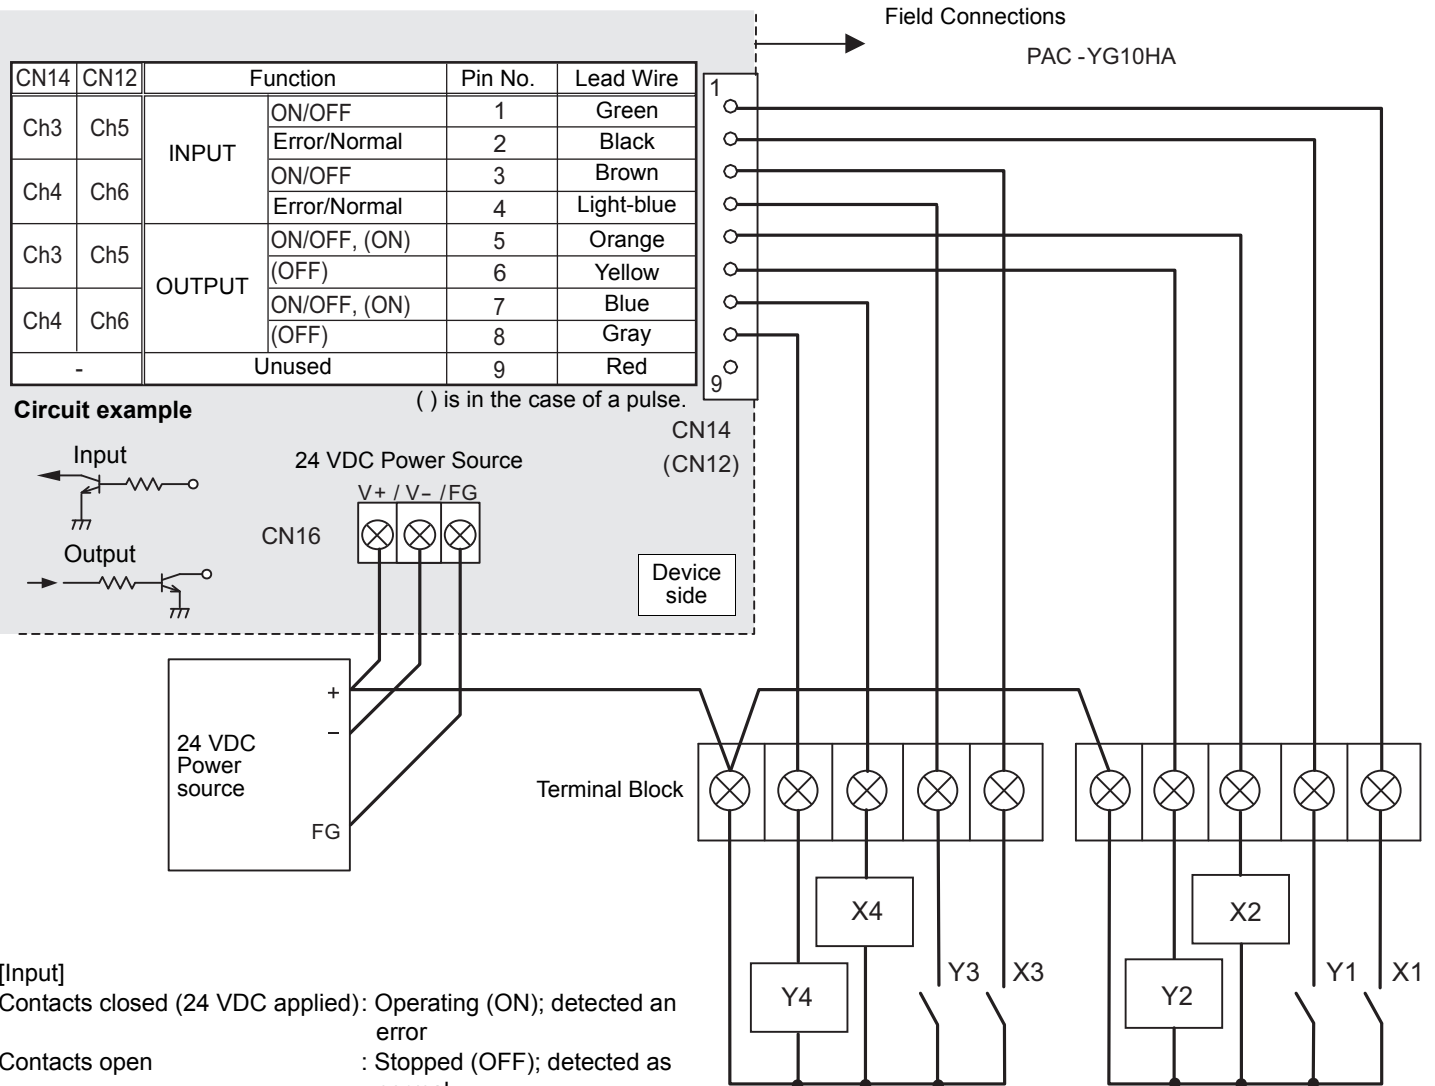 Field Connections
PAC -YG10HA
CN14 CN12 Function Pin No. Lead Wire
Ch3 Ch5 INPUT ON/OFF 1 Green
Error/Normal 2 Black
Ch4 Ch6 ON/OFF 3 Brown
Error/Normal 4 Light-blue
Ch3 Ch5 OUTPUT ON/OFF, (ON) 5 Orange
(OFF) 6 Yellow
Ch4 Ch6 ON/OFF, (ON) 7 Blue
(OFF) 8 Gray
- Unused 9 Red
1
9
( ) is in the case of a pulse.
CN14
(CN12)
Circuit example
Input
Output
24 VDC Power Source
V+ / V- / FG
CN16
Device
side
24 VDC
Power
source
+
-
FG
Terminal Block
X4
X2
Y4
Y3
X3
Y2
Y1
X1
[Input]
Contacts closed (24 VDC applied): Operating (ON); detected an
error
Contacts open : Stopped (OFF); detected as